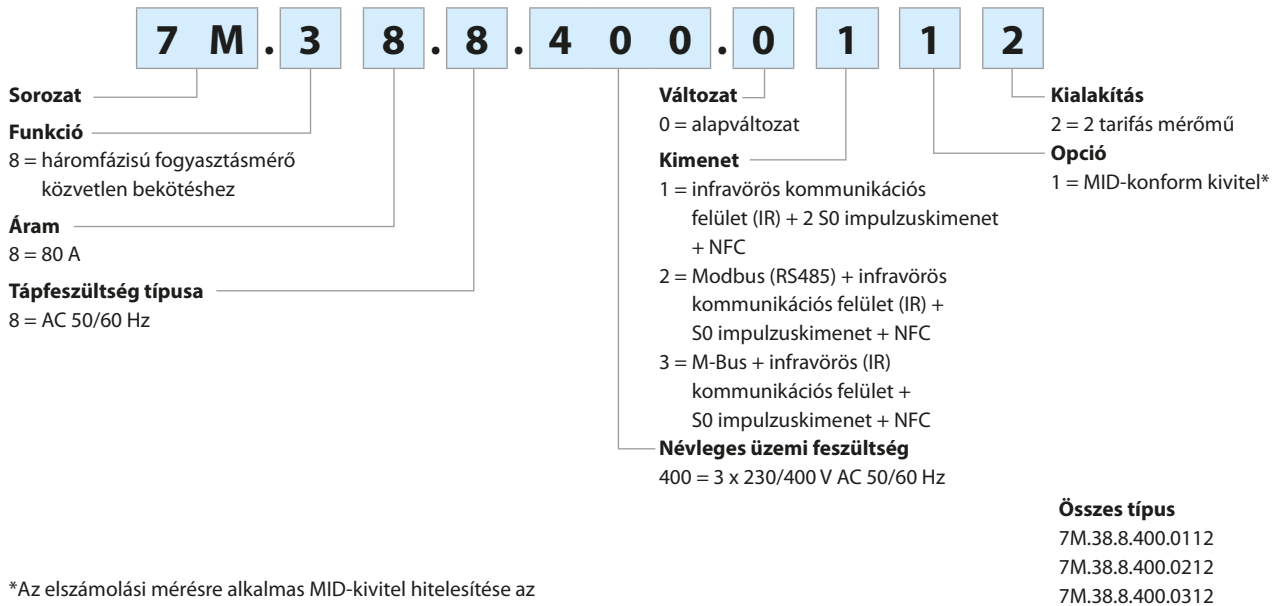 7 M . 3 8 . 8 . 4 0 0 . 0 1 1 2
Sorozat
Funkció
8 = háromfázisú fogyasztásmérő
közvetlen bekötéshez
Áram
8 = 80 A
Tápfeszültség típusa
8 = AC 50/60 Hz
Változat
0 = alapváltozat
Kimenet
1 = infravörös kommunikációs
felület (IR) + 2 S0 impulzuskimenet
+ NFC
2 = Modbus (RS485) + infravörös
kommunikációs felület (IR) +
S0 impulzuskimenet + NFC
3 = M-Bus + infravörös (IR)
kommunikációs felület +
S0 impulzuskimenet + NFC
Névleges üzemi feszültség
400 = 3 x 230/400 V AC 50/60 Hz
Kialakítás
2 = 2 tarifás mérőmű
Opció
1 = MID-konform kivitel*
Összes típus
7M.38.8.400.0112
7M.38.8.400.0212
7M.38.8.400.0312
*Az elszámolási mérésre alkalmas MID-kivitel hitelesítése az